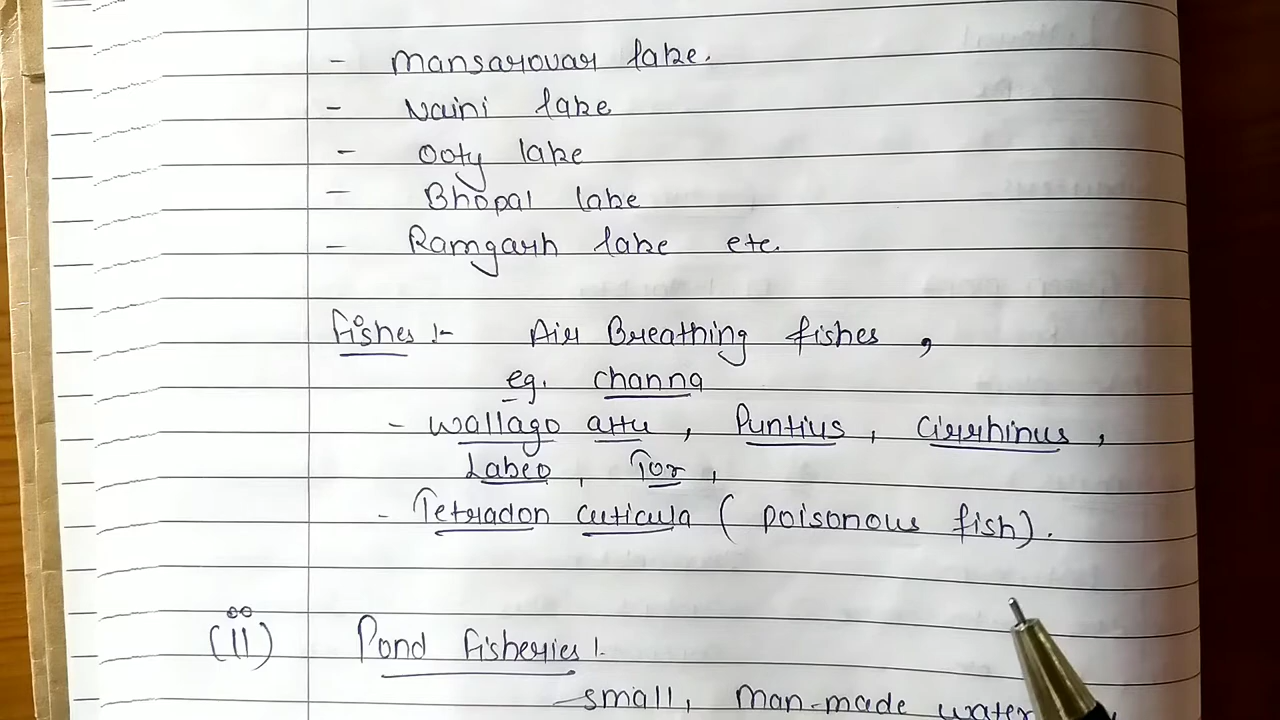 - Mansarovar lake.
- Naini lake
- Ooty lake
- Bhopal lake
- Ramgarh lake etc.
Fishes :- Air Breathing fishes ,
eg. channa
- Wallago attu , Puntius , Cirrhinus ,
Labeo , Tor ,
- Tetradon cuticula ( poisonous fish ) .
(ii) Pond Fisheries :-
small, man-made water